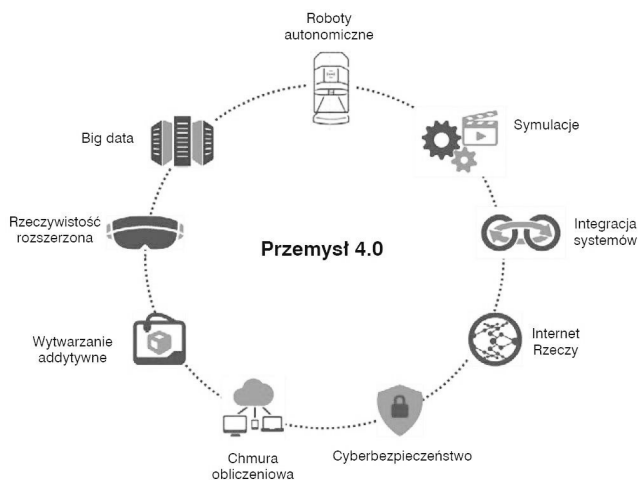 Roboty
autonomiczne
Symulacje
Big data
Rzeczywistość
rozszerzona
Integracja
systemów
Przemysł 4.0
Wytwarzanie
addytywne
Internet
Rzeczy
Chmura
obliczeniowa
Cyberbezpieczeństwo